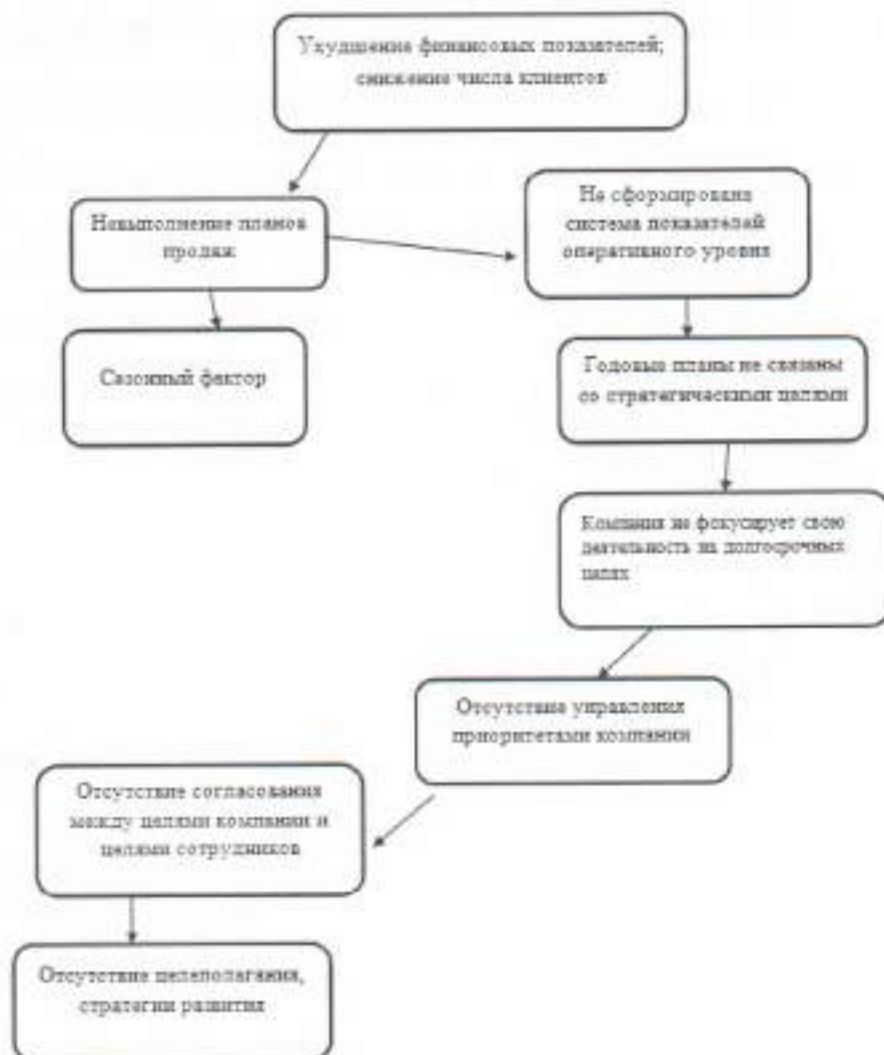 Ухудшение финансовых показателей;
снижение числа клиентов
Невыполнение планов
продаж
Не сформирована
система показателей
оперативного уровня
Сезонный фактор
Годовые планы не связаны
со стратегическими целями
Компания не фокусирует свою
деятельность на долгосрочных
целях
Отсутствие управления
приоритетами компании
Отсутствие согласования
между целями компании и
целями сотрудников
Отсутствие целеполагания,
стратегии развития